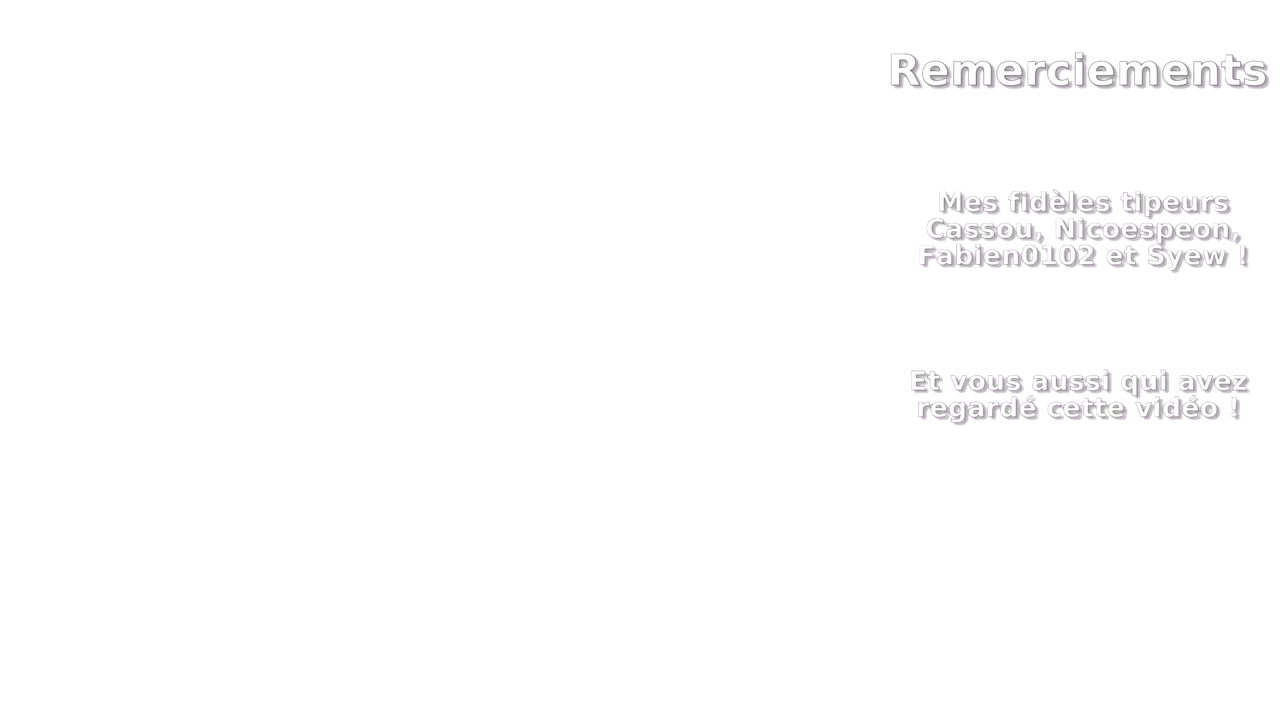 Remerciements
Mes fidèles tipeurs
Cassou, Nicoespeon,
Fabien0102 et Syew !
Et vous aussi qui avez
regardé cette vidéo !